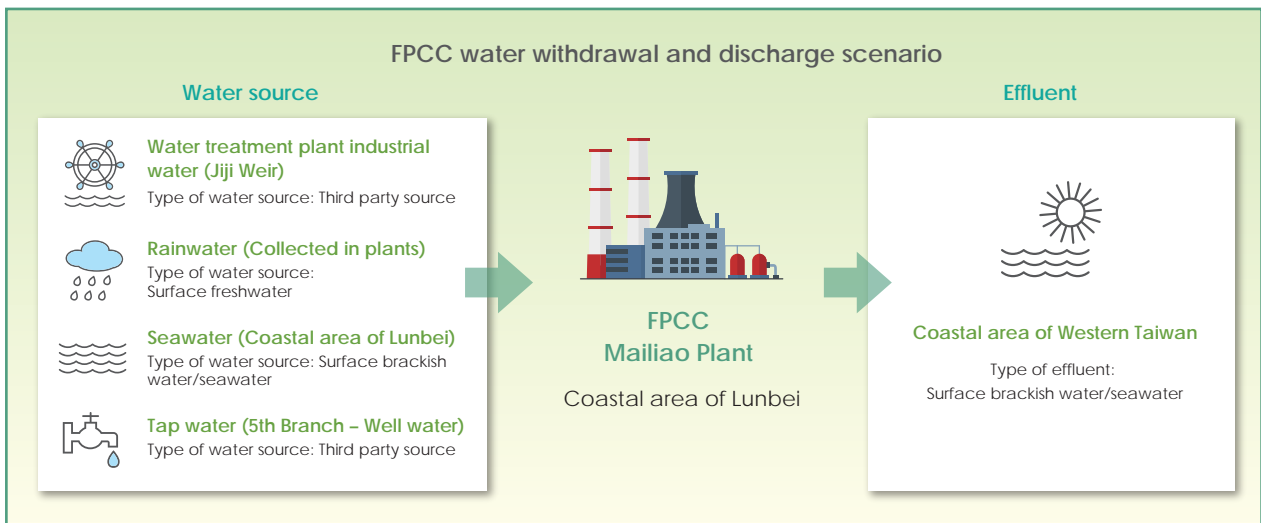 FPCC water withdrawal and discharge scenario
Water source
Water treatment plant industrial
water (Jiji Weir)
Type of water source: Third party source
Rainwater (Collected in plants)
Type of water source:
Surface freshwater
Seawater (Coastal area of Lunbei)
Type of water source: Surface brackish
water/seawater
Tap water (5th Branch – Well water)
Type of water source: Third party source
FPCC
Mailiao Plant
Coastal area of Lunbei
Effluent
Coastal area of Western Taiwan
Type of effluent:
Surface brackish water/seawater